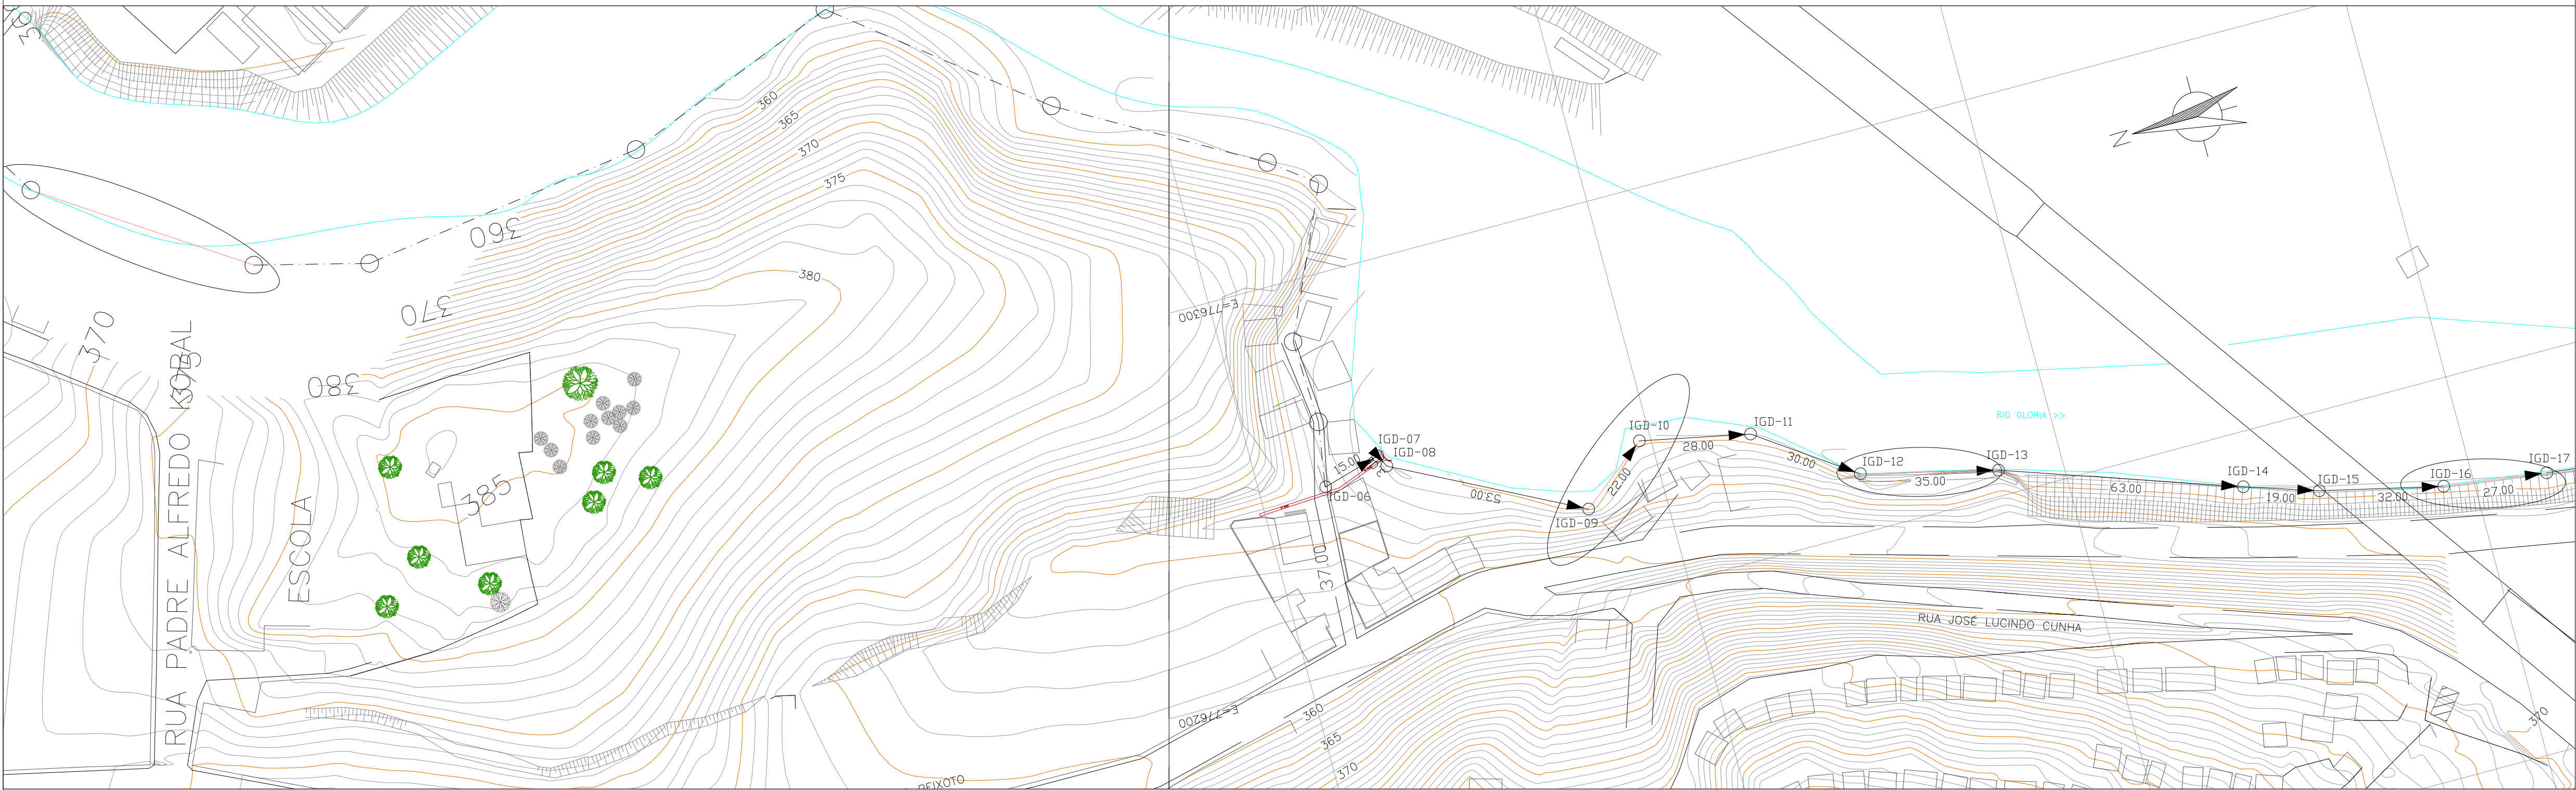 360
365
370
375
360
370
380
380
370
375
385
ESCOLA
RUA PADRE ALFREDO KOBAL
PEIXOTO
E=776300
E=776200
N
RIO GLORIA >>
IGD-06
IGD-07
IGD-08
IGD-09
IGD-10
IGD-11
IGD-12
IGD-13
IGD-14
IGD-15
IGD-16
IGD-17
37.00
15.00
53.00
22.00
28.00
30.00
35.00
63.00
19.00
32.00
27.00
RUA JOSÉ LUCINDO CUNHA
360
365
370
370